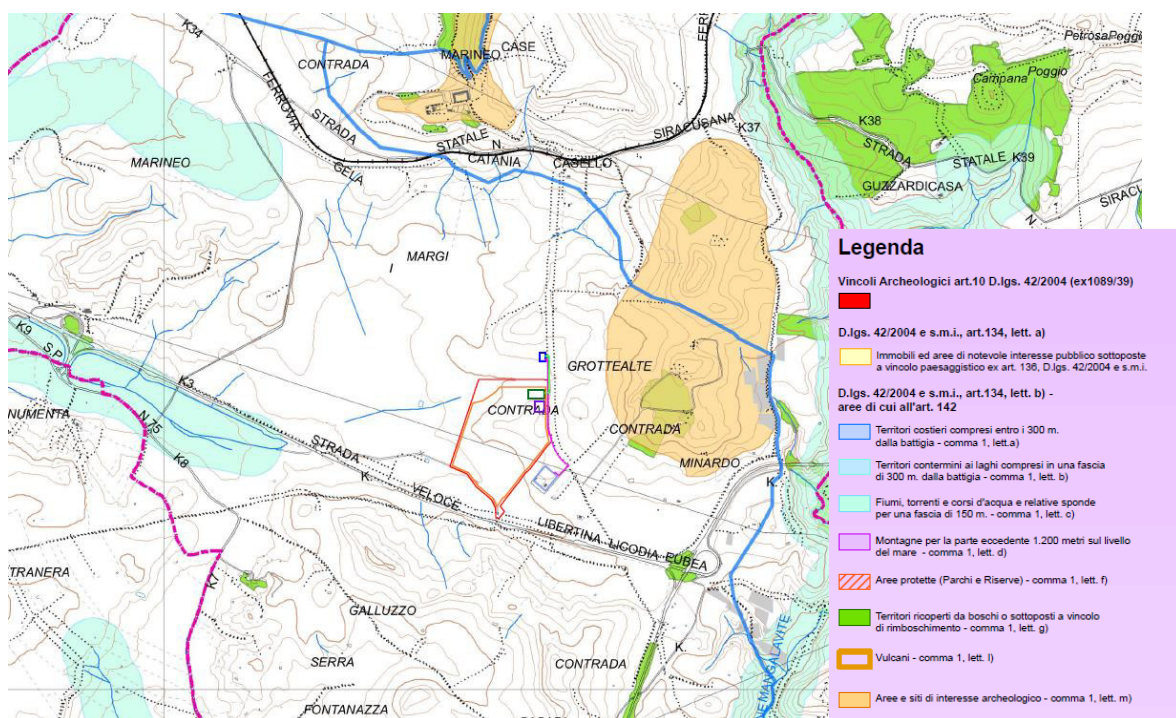 K34
CONTRADA
MARINEO
CASE
FERROVIA
STRADA
STATALE
N.
CATANIA
CASELLO
SIRACUSANA
K37
FERR
GELA
MARINEO
PetrosaPoggio
Campana
Poggio
K38
STRADA
STATALE
K39
N.
GUZZARDICASA
SIRAC
MARGI
I
K9
S.P
K3
NUMENTA
N 75
K8
K7
GROTTEALTE
CONTRADA
CONTRADA
MINARDO
K
STRADA
K.
VELOCE
LIBERTINA
LICODIA
EUBEA
TRANERA
GALLUZZO
SERRA
FONTANAZZA
CONTRADA
K.
NE MANGALAVITE
Legenda
Vincoli Archeologici art.10 D.lgs. 42/2004 (ex1089/39)
D.lgs. 42/2004 e s.m.i., art.134, lett. a)
Immobili ed aree di notevole interesse pubblico sottoposte
a vincolo paesaggistico ex art. 136, D.lgs. 42/2004 e s.m.i.
D.lgs. 42/2004 e s.m.i., art.134, lett. b) -
aree di cui all'art. 142
Territori costieri compresi entro i 300 m.
dalla battigia - comma 1, lett.a)
Territori contermini ai laghi compresi in una fascia
di 300 m. dalla battigia - comma 1, lett. b)
Fiumi, torrenti e corsi d'acqua e relative sponde
per una fascia di 150 m. - comma 1, lett. c)
Montagne per la parte eccedente 1.200 metri sul livello
del mare - comma 1, lett. d)
Aree protette (Parchi e Riserve) - comma 1, lett. f)
Territori ricoperti da boschi o sottoposti a vincolo
di rimboschimento - comma 1, lett. g)
Vulcani - comma 1, lett. l)
Aree e siti di interesse archeologico - comma 1, lett. m)